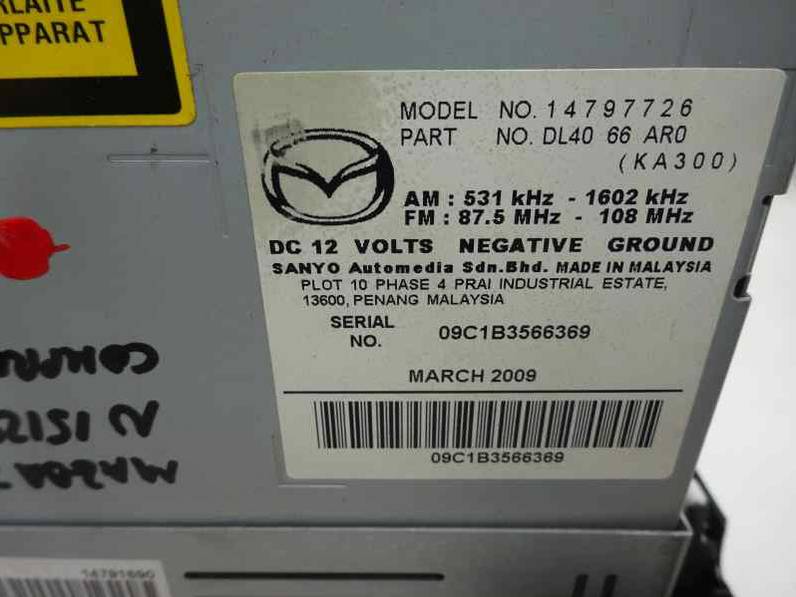 RLAITE
PPARAT
MODEL NO. 14797726
PART NO. DL40 66 AR0
(KA300)
AM : 531 kHz - 1602 kHz
FM : 87.5 MHz - 108 MHz
DC 12 VOLTS NEGATIVE GROUND
SANYO Automedia Sdn.Bhd. MADE IN MALAYSIA
PLOT 10 PHASE 4 PRAI INDUSTRIAL ESTATE,
13600, PENANG MALAYSIA
SERIAL NO. 09C1B3566369
MARCH 2009
09C1B3566369
14791690